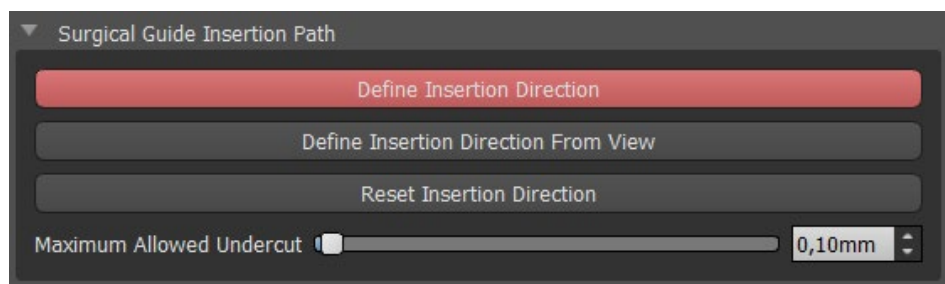 Surgical Guide Insertion Path
Define Insertion Direction
Define Insertion Direction From View
Reset Insertion Direction
Maximum Allowed Undercut 0,10mm